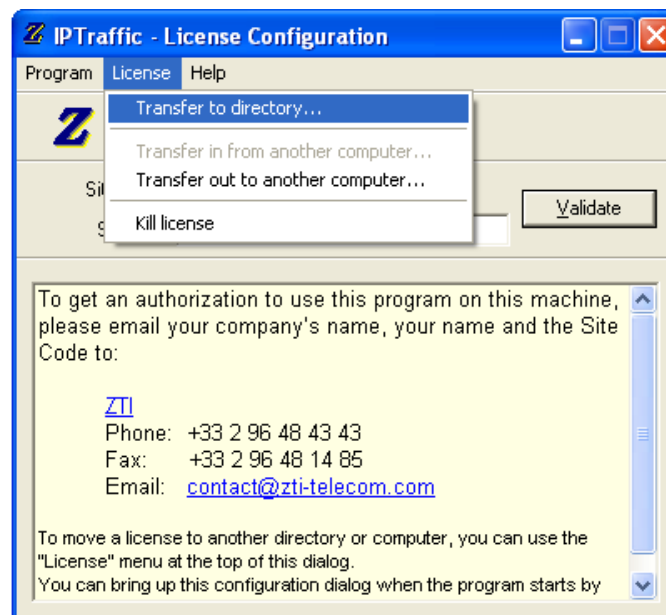 IPTraffic - License Configuration
Program License Help
Transfer to directory...
Transfer in from another computer...
Transfer out to another computer...
Kill license
Validate
To get an authorization to use this program on this machine,
please email your company's name, your name and the Site
Code to:
ZTI
Phone: +33 2 96 48 43 43
Fax: +33 2 96 48 14 85
Email: contact@zti-telecom.com
To move a license to another directory or computer, you can use the
"License" menu at the top of this dialog.
You can bring up this configuration dialog when the program starts by